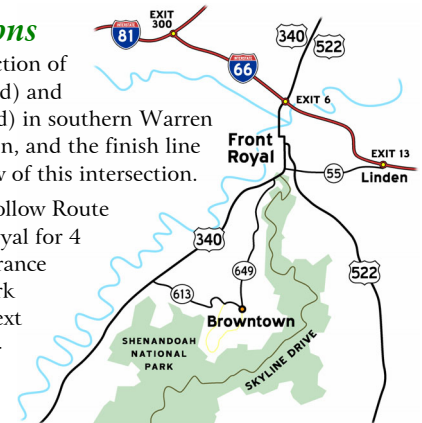 ons
ction of
d) and
d) in southern Warren
n, and the finish line
w of this intersection.
ollow Route
yal for 4
rance
rk
ext
EXIT
300
INTERSTATE
81
INTERSTATE
66
340
522
EXIT 6
Front
Royal
EXIT 13
55
Linden
340
649
522
613
Browntown
SHENANDOAH
NATIONAL
PARK
SKYLINE DRIVE